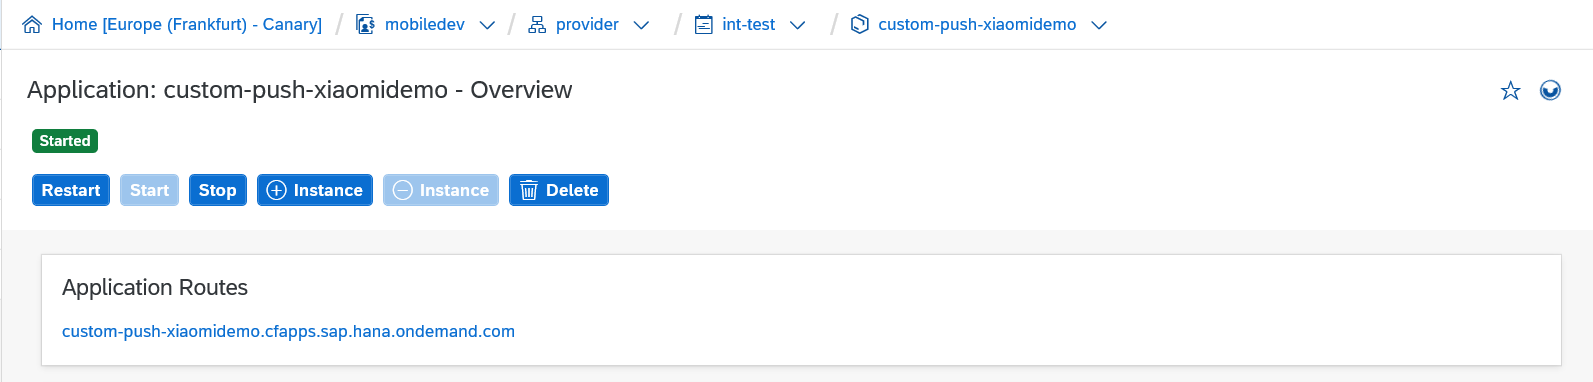 Home [Europe (Frankfurt) - Canary] / mobiledev / provider / int-test / custom-push-xiaomidemo
Application: custom-push-xiaomidemo - Overview
Started
Restart Start Stop Instance Instance Delete
Application Routes
custom-push-xiaomidemo.cfapps.sap.hana.ondemand.com